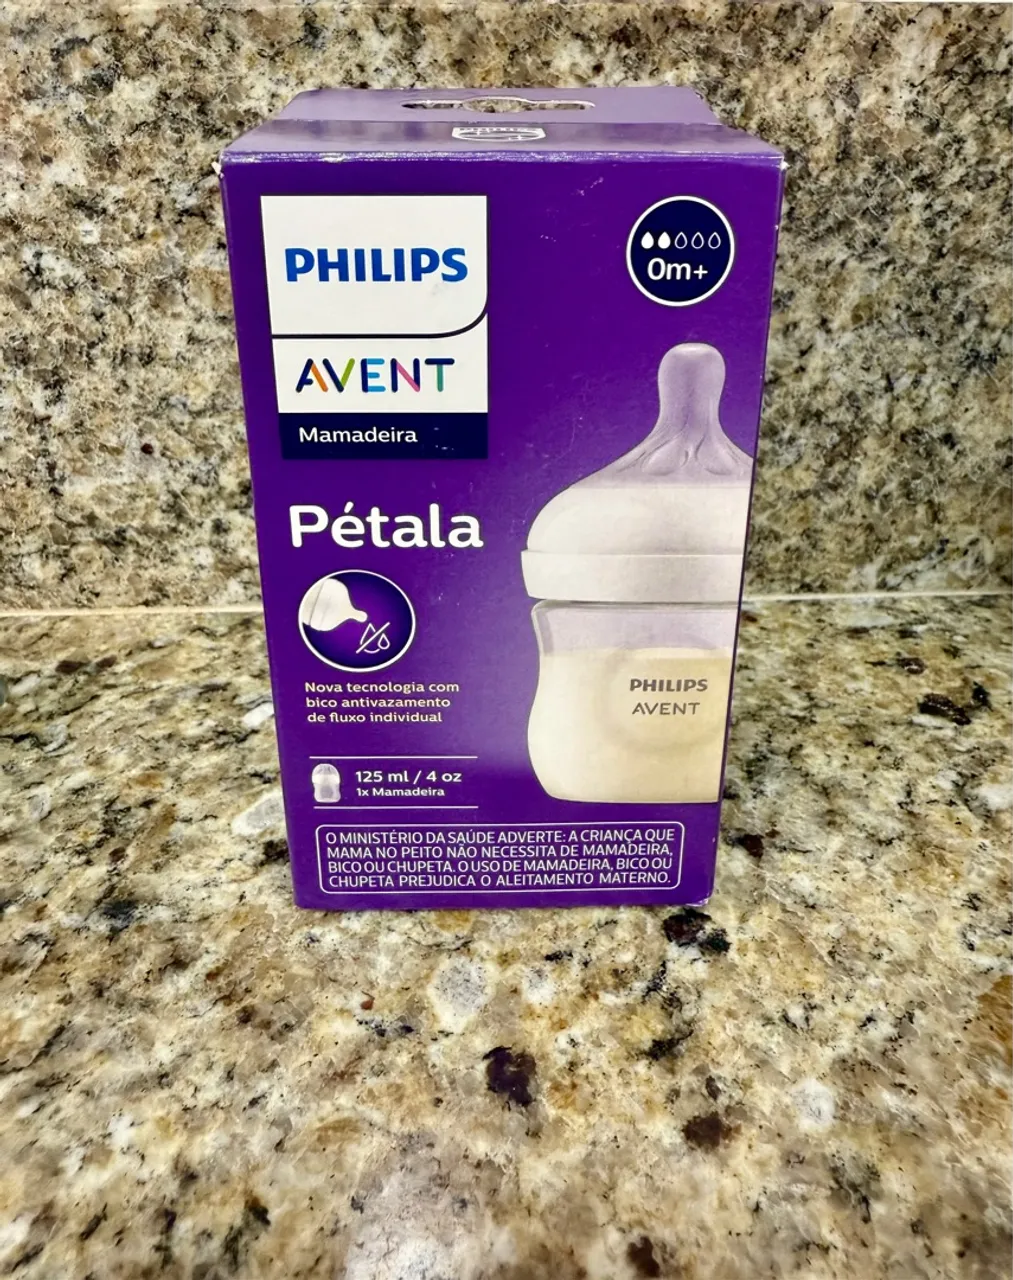 PHILIPS
AVENT
Mamadeira
0m+
Pétala
Nova tecnologia com
bico antivazamento
de fluxo individual
125 ml / 4 oz
1x Mamadeira
PHILIPS
AVENT
O MINISTÉRIO DA SAÚDE ADVERTE: A CRIANÇA QUE
MAMA NO PEITO NÃO NECESSITA DE MAMADEIRA,
BICO OU CHUPETA. O USO DE MAMADEIRA, BICO OU
CHUPETA PREJUDICA O ALEITAMENTO MATERNO.